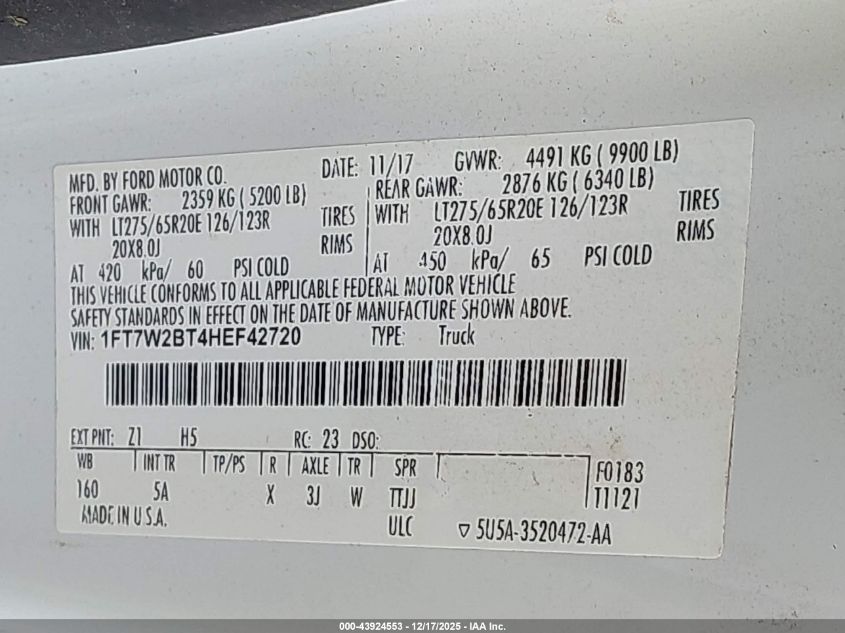 MFD. BY FORD MOTOR CO. DATE: 11/17 GVWR: 4491 KG ( 9900 LB)
FRONT GAWR: 2359 KG ( 5200 LB) REAR GAWR: 2876 KG ( 6340 LB)
WITH LT275/65R20E 126/123R TIRES WITH LT275/65R20E 126/123R TIRES
20X8.0J RIMS 20X8.0J RIMS
AT 420 kPa/ 60 PSI COLD AT 450 kPa/ 65 PSI COLD
THIS VEHICLE CONFORMS TO ALL APPLICABLE FEDERAL MOTOR VEHICLE
SAFETY STANDARDS IN EFFECT ON THE DATE OF MANUFACTURE SHOWN ABOVE.
VIN: 1FT7W2BT4HEF42720 TYPE: Truck
EXT PNT: Z1 H5 RC: 23 DSO:
WB INT TR TP/PS R AXLE TR SPR F0183
160 5A X 3J W TTJJ T1121
MADE IN U.S.A. ULC ▽ 5U5A-3520472-AA
000-43924553 - 12/17/2025 - IAA Inc.